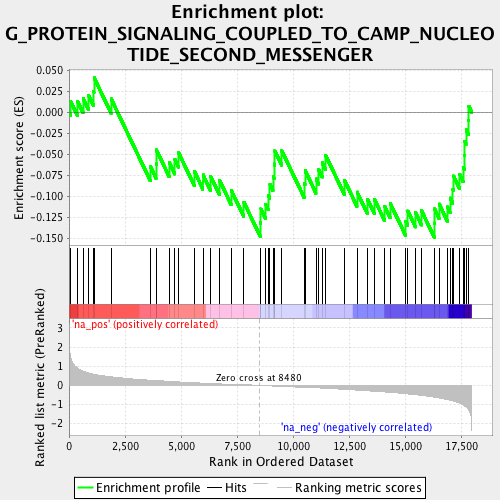 Enrichment plot:
G_PROTEIN_SIGNALING_COUPLED_TO_CAMP_NUCLEO
TIDE_SECOND_MESSENGER
Enrichment score (ES)
0.050
0.025
0.000
-0.025
-0.050
-0.075
-0.100
-0.125
-0.150
'na_pos' (positively correlated)
Ranked list metric (PreRanked)
3
2
1
0
-1
-2
Zero cross at 8480
'na_neg' (negatively correlated)
0
2,500
5,000
7,500
10,000
12,500
15,000
17,500
Rank in Ordered Dataset
Enrichment profile
Hits
Ranking metric scores